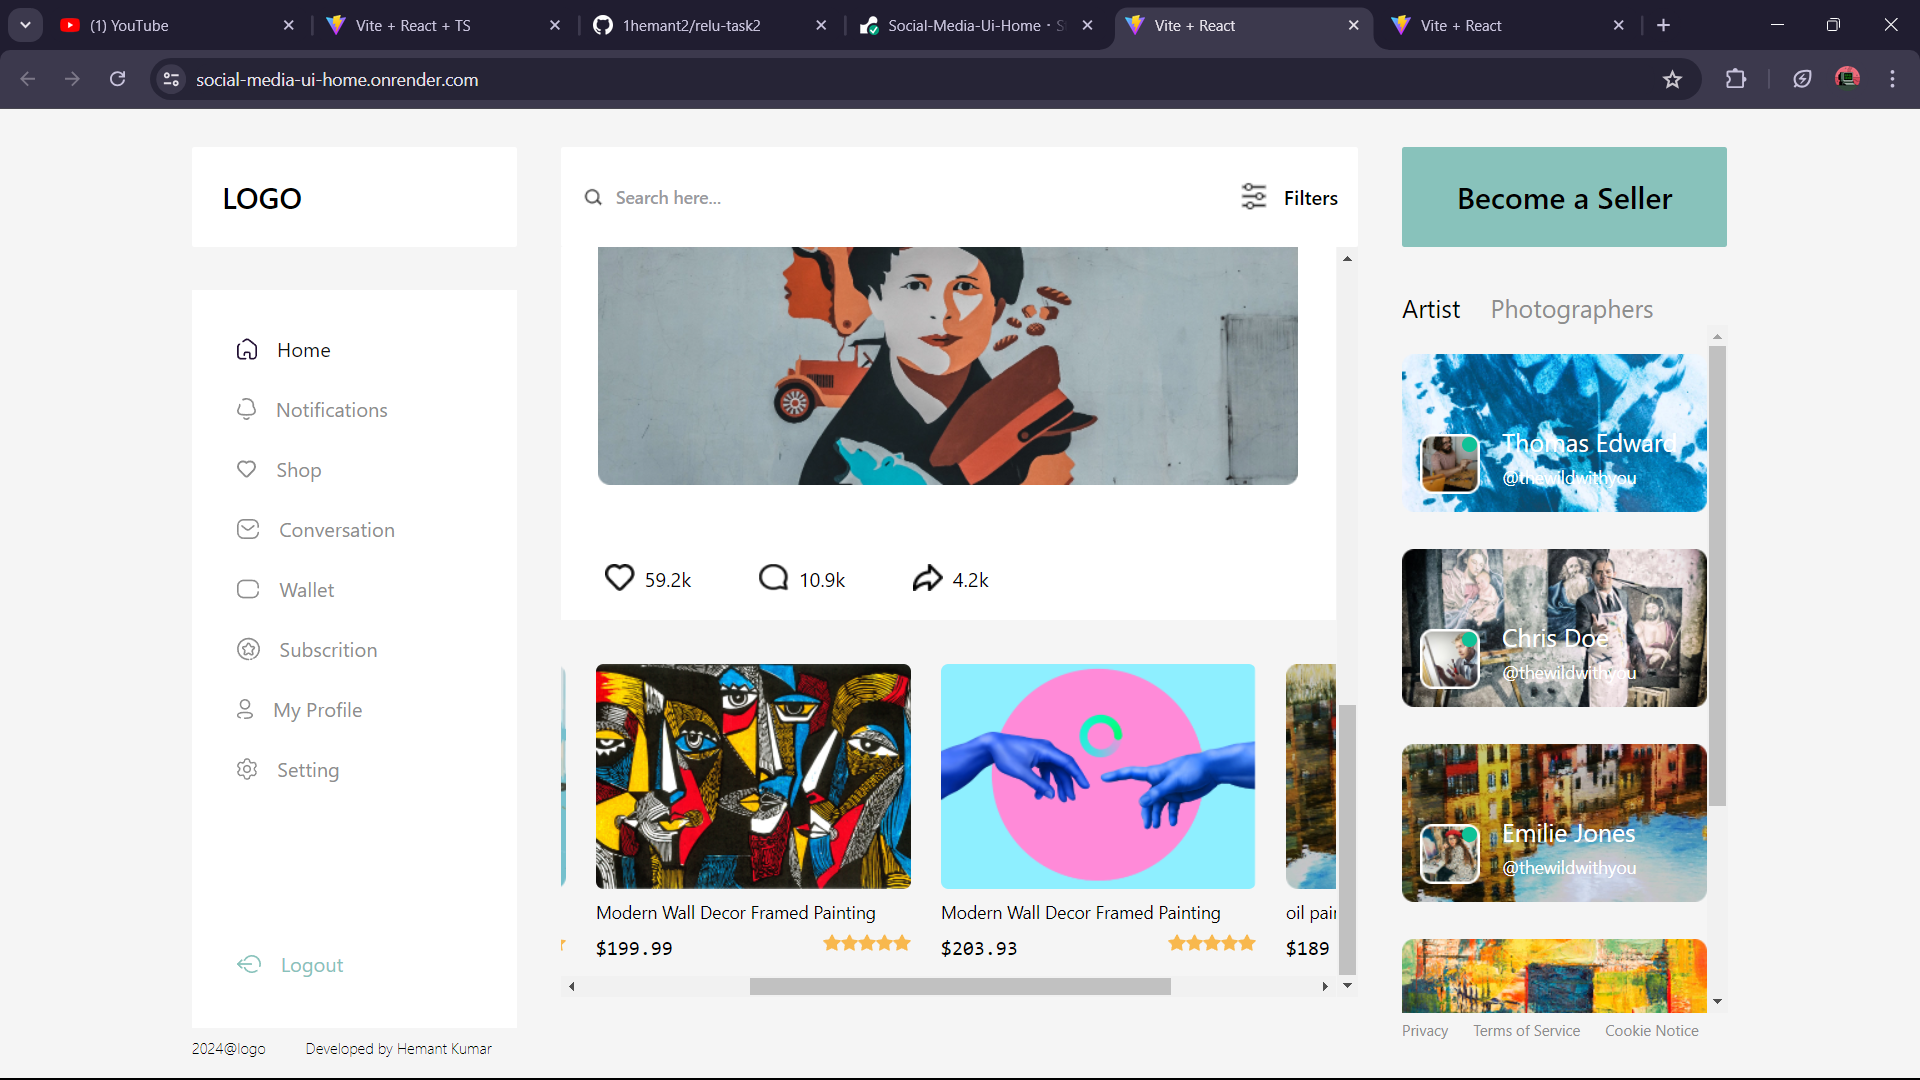 (1) YouTube
Vite + React + TS
1hemant2/relu-task2
Social-Media-Ui-Home · S
Vite + React
Vite + React
social-media-ui-home.onrender.com
LOGO
Search here...
Filters
Become a Seller
Home
Notifications
Shop
Conversation
Wallet
Subscrition
My Profile
Setting
Logout
2024@logo
Developed by Hemant Kumar
59.2k
10.9k
4.2k
Modern Wall Decor Framed Painting
$199.99
Modern Wall Decor Framed Painting
$203.93
oil pain
$189
Artist
Photographers
Thomas Edward
@thewildwithyou
Chris Doe
@thewildwithyou
Emilie Jones
@thewildwithyou
Privacy
Terms of Service
Cookie Notice